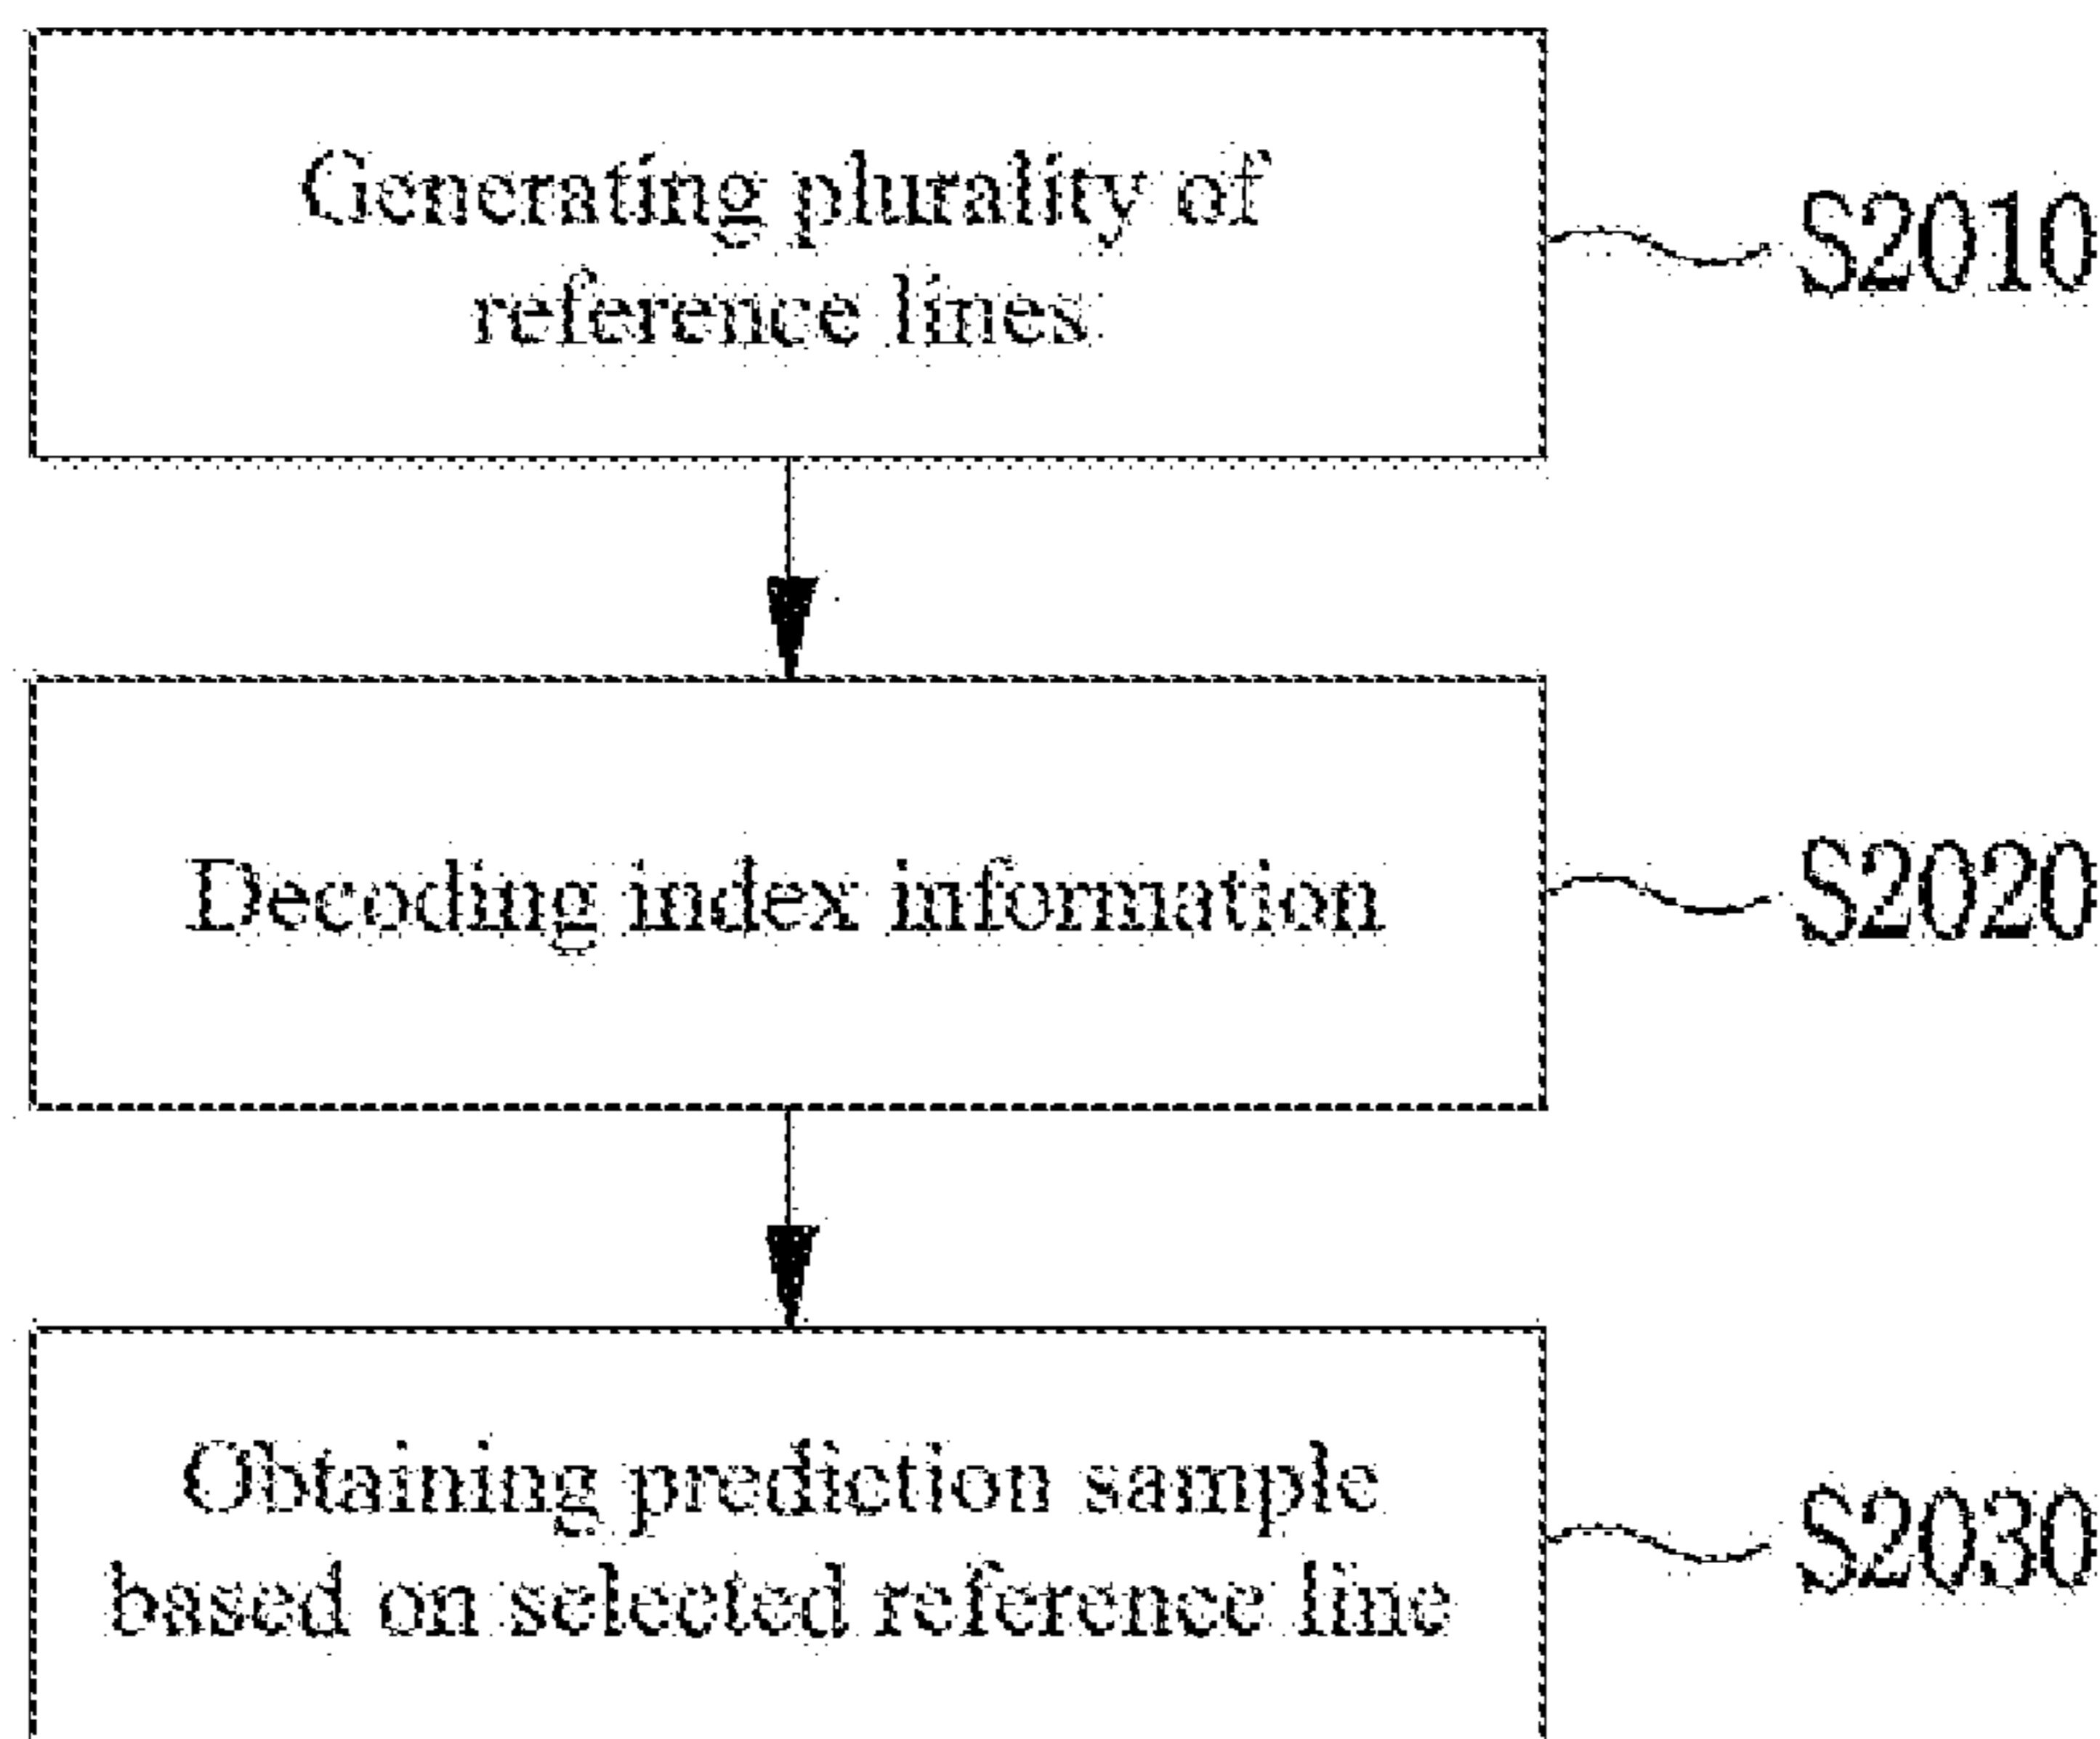 Generating plurality of
reference lines
S2010
Decoding index information
S2020
Obtaining prediction sample
based on selected reference line
S2030